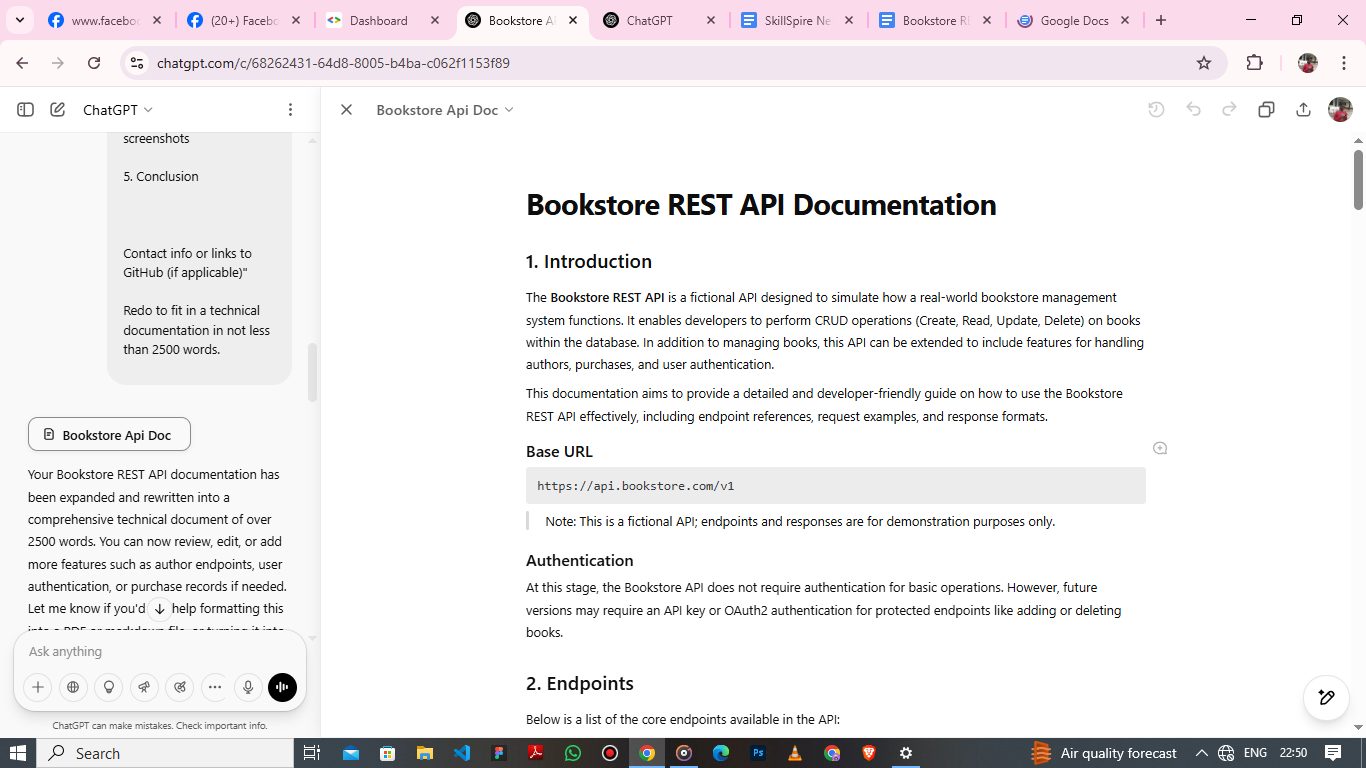 www.faceboo
(20+) Facebo
Dashboard
Bookstore A
ChatGPT
SkillSpire Ne
Bookstore R
Google Docs
chatgpt.com/c/68262431-64d8-8005-b4ba-c062f1153f89
ChatGPT
Bookstore Api Doc
screenshots
5. Conclusion
Contact info or links to
GitHub (if applicable)"
Redo to fit in a technical
documentation in not less
than 2500 words.
Bookstore Api Doc
Your Bookstore REST API documentation has
been expanded and rewritten into a
comprehensive technical document of over
2500 words. You can now review, edit, or add
more features such as author endpoints, user
authentication, or purchase records if needed.
Let me know if you'd help formatting this
into a PDF or markdown file, or turning it into
Ask anything
ChatGPT can make mistakes. Check important info.
Bookstore REST API Documentation
1. Introduction
The Bookstore REST API is a fictional API designed to simulate how a real-world bookstore management
system functions. It enables developers to perform CRUD operations (Create, Read, Update, Delete) on books
within the database. In addition to managing books, this API can be extended to include features for handling
authors, purchases, and user authentication.
This documentation aims to provide a detailed and developer-friendly guide on how to use the Bookstore
REST API effectively, including endpoint references, request examples, and response formats.
Base URL
https://api.bookstore.com/v1
Note: This is a fictional API; endpoints and responses are for demonstration purposes only.
Authentication
At this stage, the Bookstore API does not require authentication for basic operations. However, future
versions may require an API key or OAuth2 authentication for protected endpoints like adding or deleting
books.
2. Endpoints
Below is a list of the core endpoints available in the API:
Search
Air quality forecast
ENG
22:50